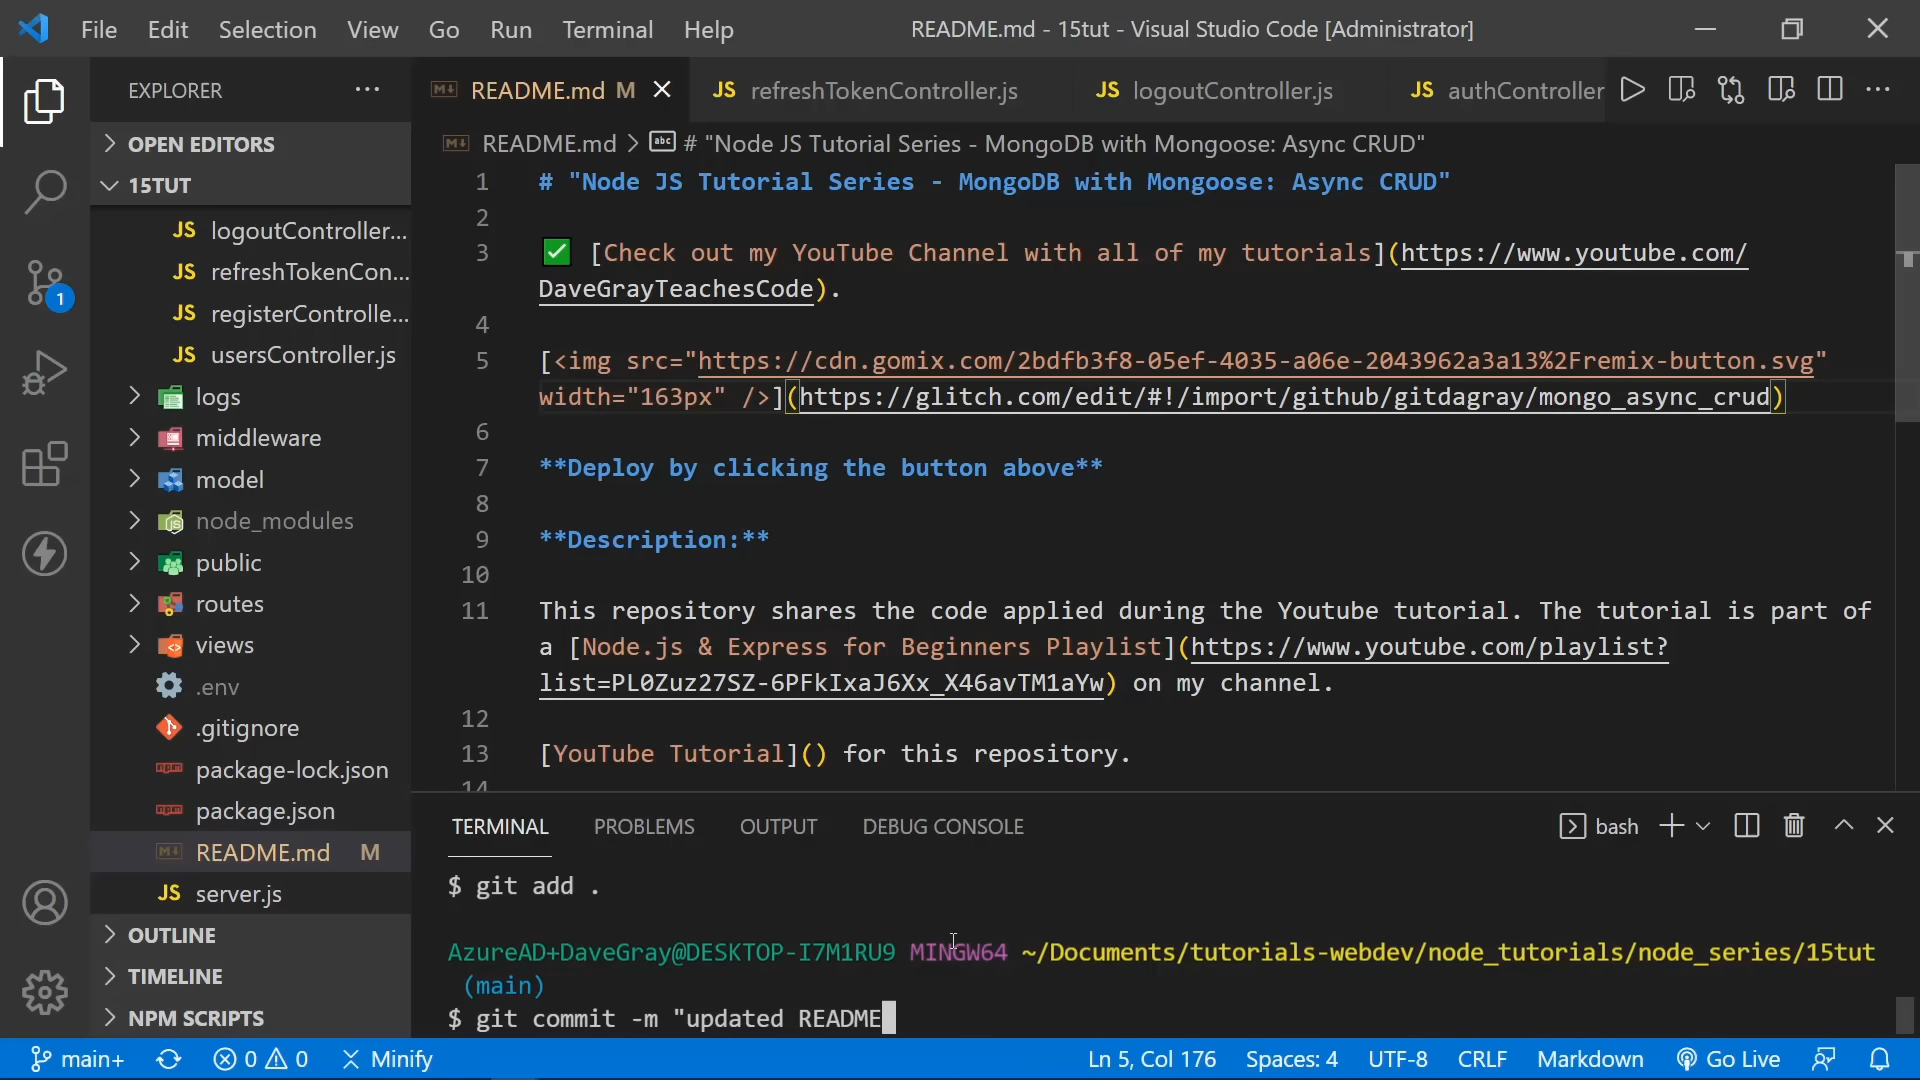 File Edit Selection View Go Run Terminal Help README.md - 15tut - Visual Studio Code [Administrator]
EXPLORER
README.md M
JS refreshTokenController.js
JS logoutController.js
JS authController
OPEN EDITORS
15TUT
JS logoutController...
JS refreshTokenCon...
JS registerControlle...
JS usersController.js
logs
middleware
model
node_modules
public
routes
views
.env
.gitignore
package-lock.json
package.json
README.md M
JS server.js
OUTLINE
TIMELINE
NPM SCRIPTS
1
README.md > # "Node JS Tutorial Series - MongoDB with Mongoose: Async CRUD"
1 # "Node JS Tutorial Series - MongoDB with Mongoose: Async CRUD"
2
3 ✅ [Check out my YouTube Channel with all of my tutorials](https://www.youtube.com/
DaveGrayTeachesCode).
4
5 [<img src="https://cdn.gomix.com/2bdfb3f8-05ef-4035-a06e-2043962a3a13%2Fremix-button.svg"
width="163px" />](https://glitch.com/edit/#!/import/github/gitdagray/mongo_async_crud)
6
7 **Deploy by clicking the button above**
8
9 **Description:**
10
11 This repository shares the code applied during the Youtube tutorial. The tutorial is part of
a [Node.js & Express for Beginners Playlist](https://www.youtube.com/playlist?
list=PL0Zuz27SZ-6PFkIxaJ6Xx_X46avTM1aYw) on my channel.
12
13 [YouTube Tutorial]() for this repository.
14
TERMINAL PROBLEMS OUTPUT DEBUG CONSOLE bash
$ git add .
AzureAD+DaveGray@DESKTOP-I7M1RU9 MINGW64 ~/Documents/tutorials-webdev/node_tutorials/node_series/15tut
(main)
$ git commit -m "updated README
main+ 0 0 Minify Ln 5, Col 176 Spaces: 4 UTF-8 CRLF Markdown Go Live